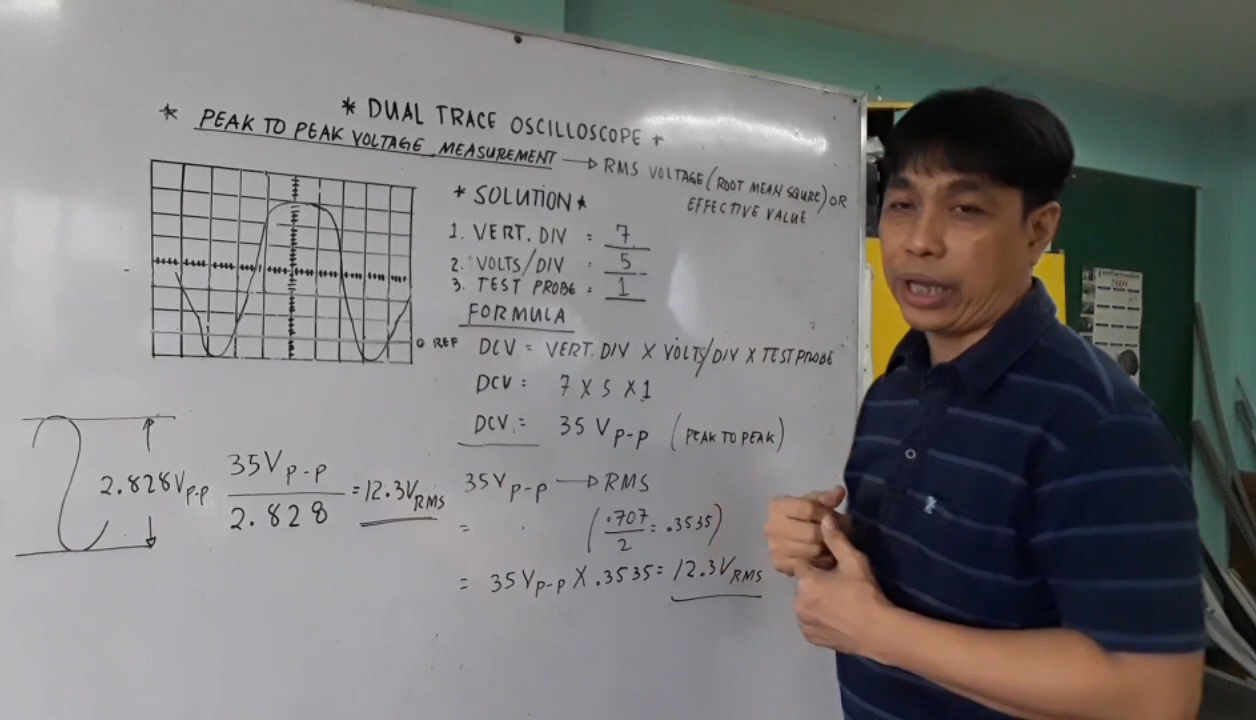 * DUAL TRACE OSCILLOSCOPE *
* PEAK TO PEAK VOLTAGE MEASUREMENT → RMS VOLTAGE (ROOT MEAN SQURE) OR
EFFECTIVE VALUE
* SOLUTION *
1. VERT. DIV = 7
2. VOLTS/DIV = 5
3. TEST PROBE = 1
FORMULA
0 REF
DCV = VERT. DIV X VOLTS/DIV X TEST PROBE
DCV = 7 X 5 X 1
DCV = 35 Vp-p (PEAK TO PEAK)
2.828Vp-p 35Vp-p / 2.828 = 12.3VRMS
35Vp-p → RMS
= (.707/2 = .3535)
= 35Vp-p X .3535 = 12.3VRMS
2009